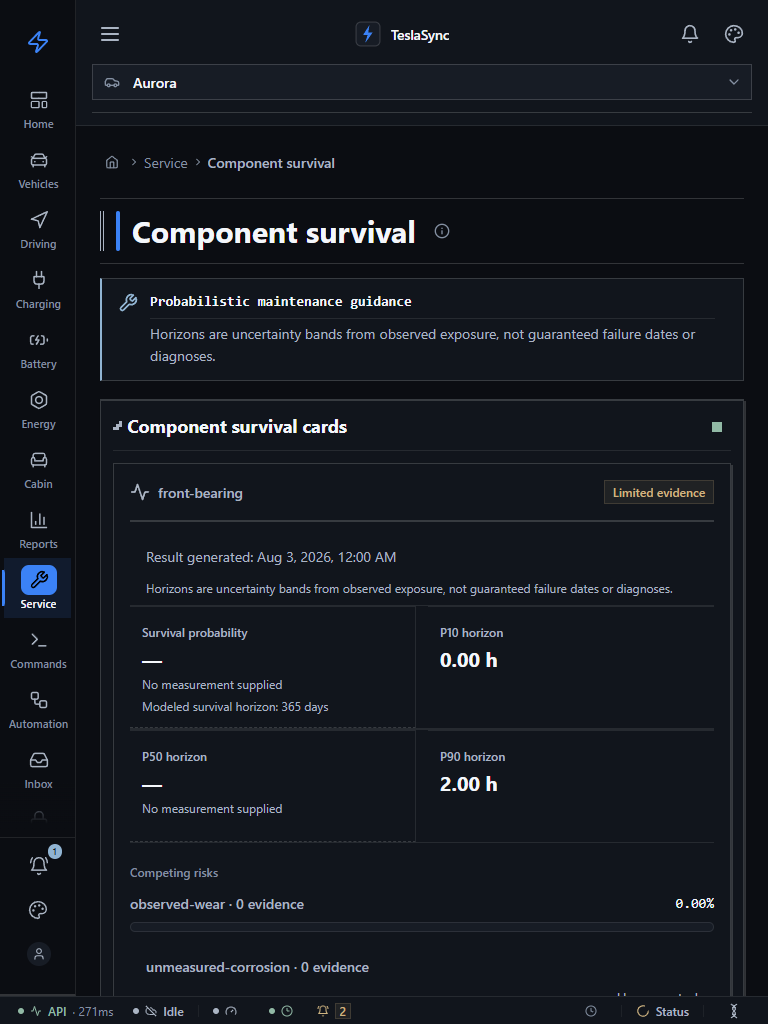 TeslaSync
Aurora
Home
Vehicles
Driving
Charging
Battery
Energy
Cabin
Reports
Service
Commands
Automation
Inbox
1
Service
Component survival
Component survival
Probabilistic maintenance guidance
Horizons are uncertainty bands from observed exposure, not guaranteed failure dates or
diagnoses.
Component survival cards
front-bearing
Limited evidence
Result generated: Aug 3, 2026, 12:00 AM
Horizons are uncertainty bands from observed exposure, not guaranteed failure dates or diagnoses.
Survival probability
—
No measurement supplied
Modeled survival horizon: 365 days
P10 horizon
0.00 h
P50 horizon
—
No measurement supplied
P90 horizon
2.00 h
Competing risks
observed-wear · 0 evidence
0.00%
unmeasured-corrosion · 0 evidence
API · 271ms
Idle
2
Status